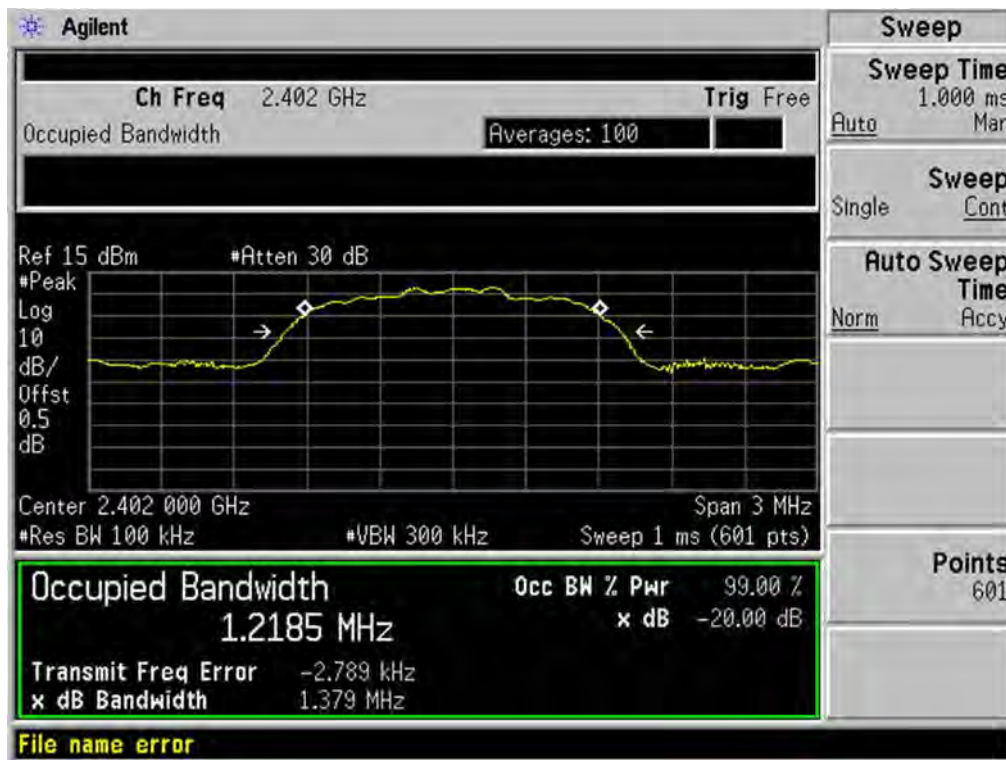 Agilent
Sweep
Ch Freq 2.402 GHz Trig Free
Occupied Bandwidth Averages: 100
Sweep Time
1.000 ms
Auto Man
Sweep
Single Cont
Auto Sweep
Time
Norm Accy
Points
601
Ref 15 dBm #Atten 30 dB
#Peak
Log
10
dB/
Offst
0.5
dB
Center 2.402 000 GHz Span 3 MHz
#Res BW 100 kHz #VBW 300 kHz Sweep 1 ms (601 pts)
Occupied Bandwidth
1.2185 MHz
Occ BW % Pwr 99.00 %
x dB -20.00 dB
Transmit Freq Error -2.789 kHz
x dB Bandwidth 1.379 MHz
File name error